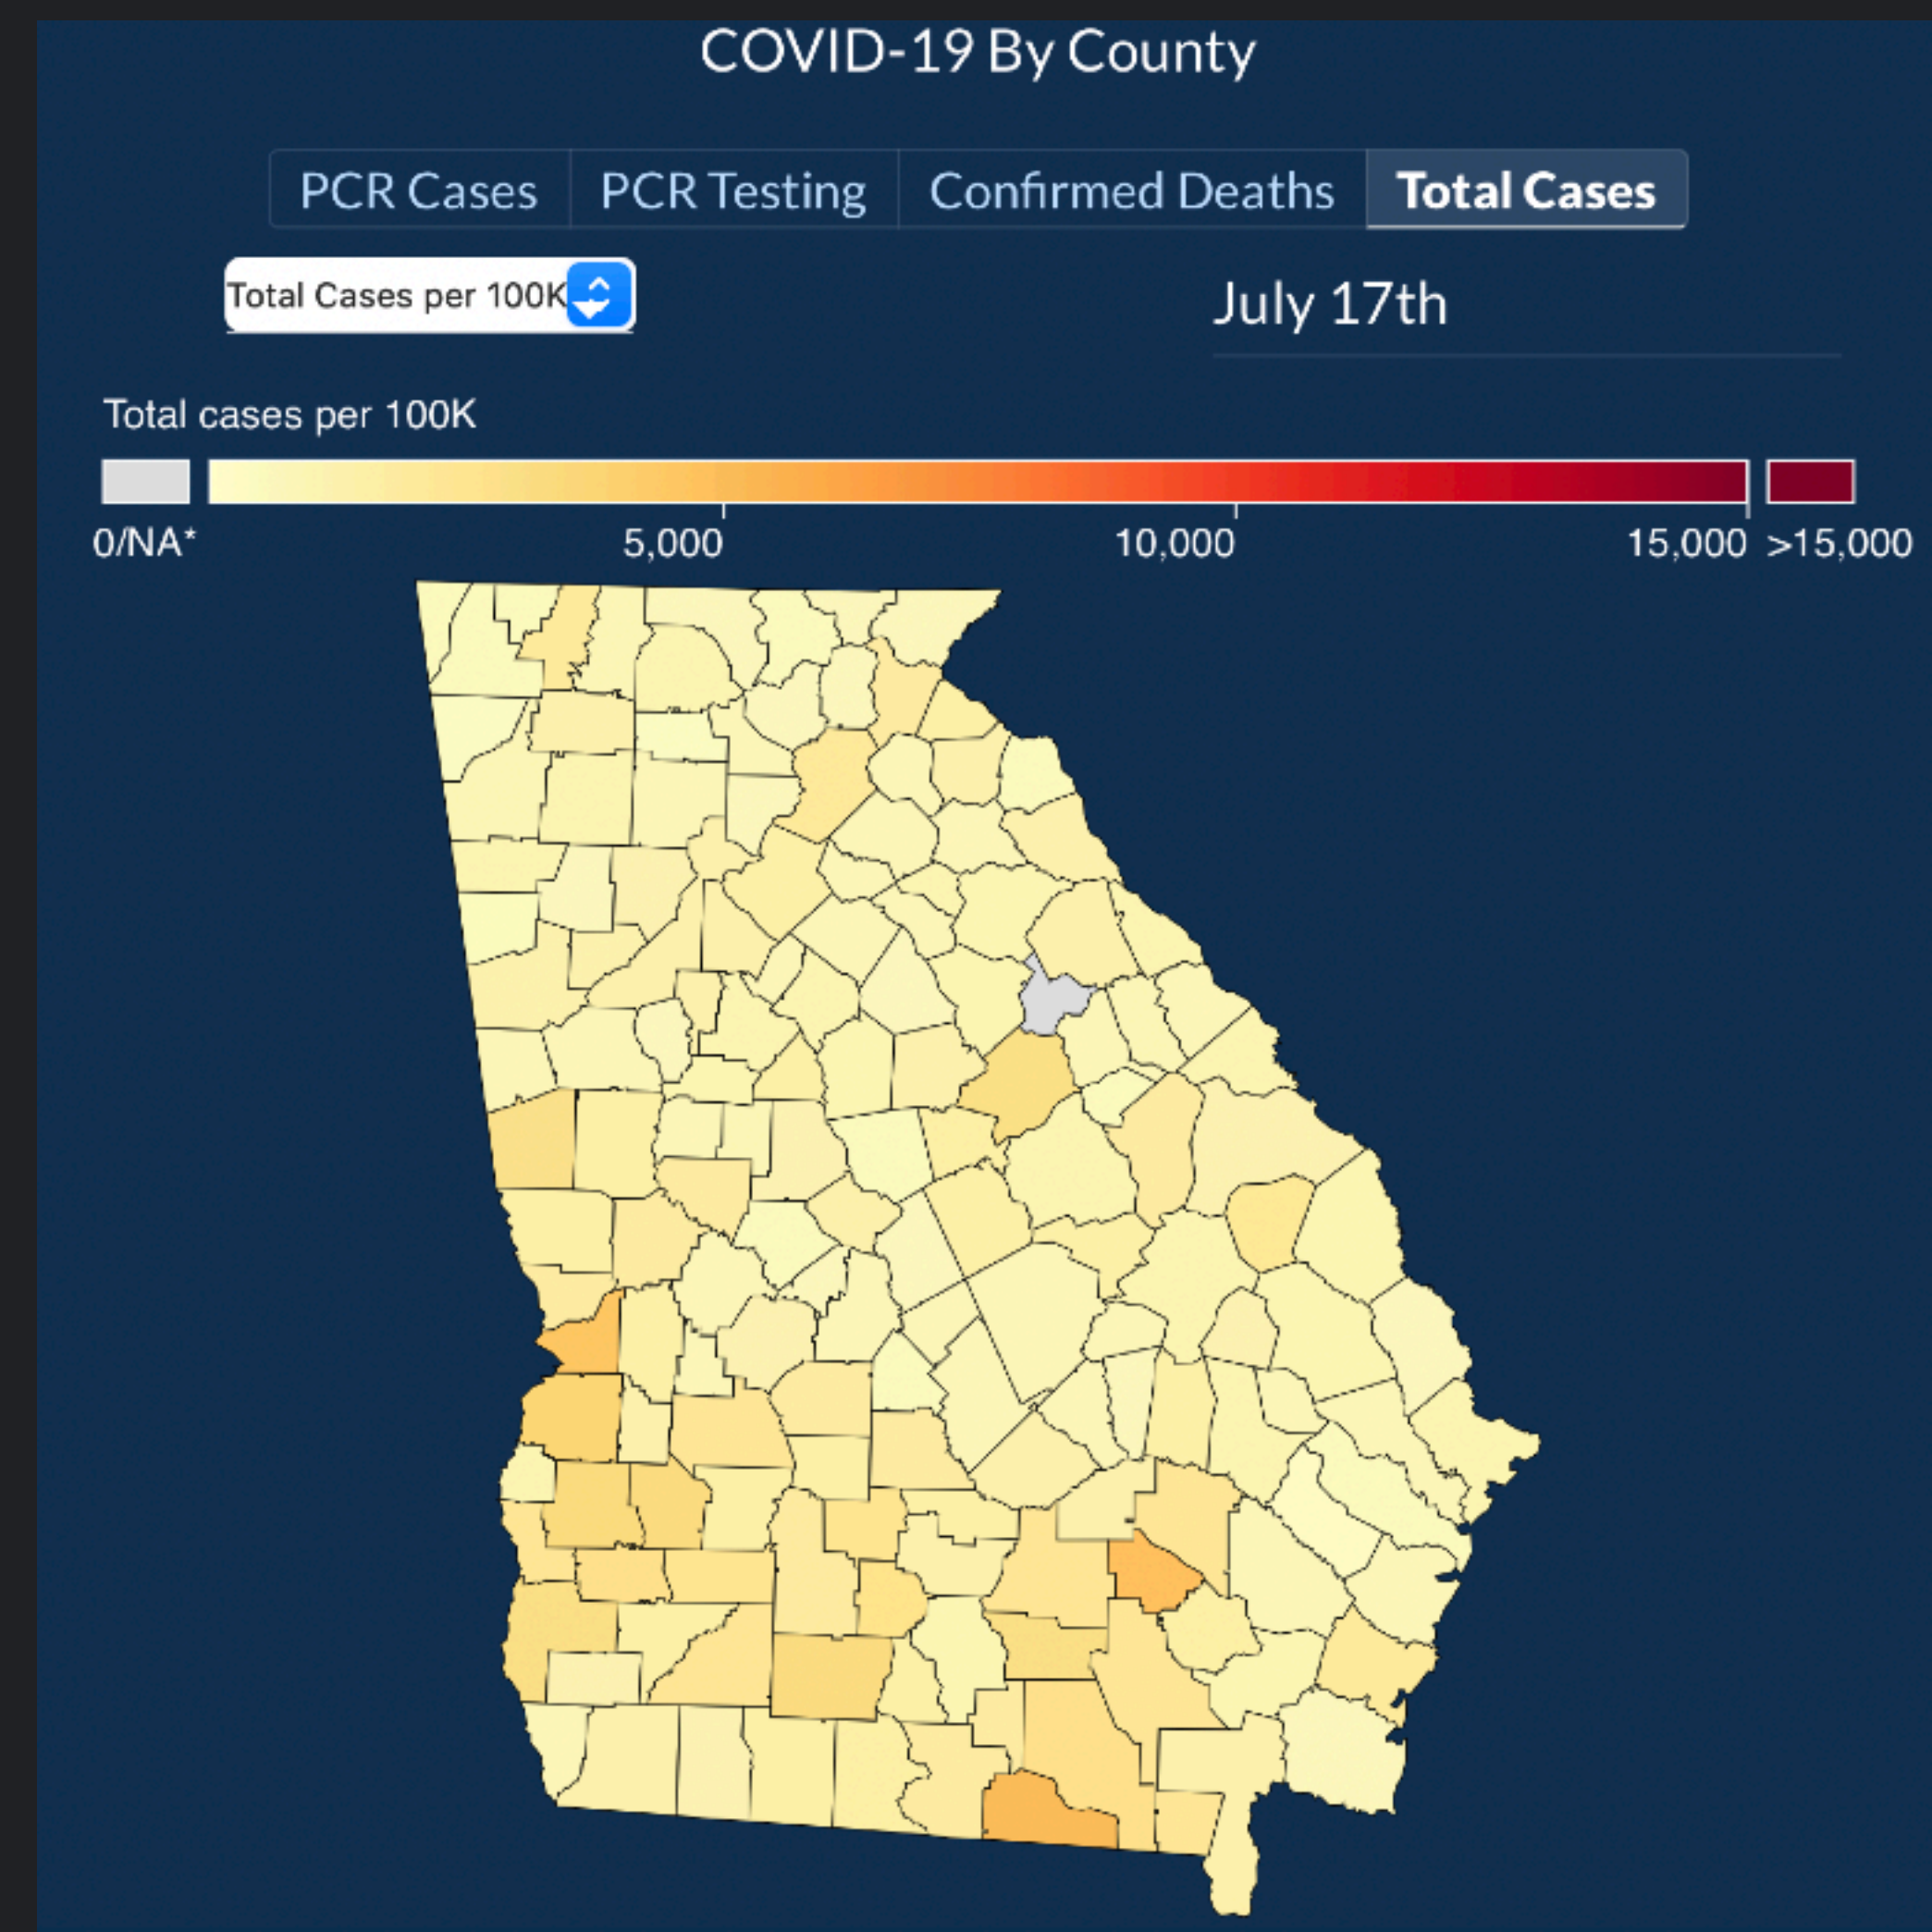 COVID-19 By County
PCR Cases PCR Testing Confirmed Deaths Total Cases
Total Cases per 100K July 17th
Total cases per 100K
0/NA* 5,000 10,000 15,000 >15,000